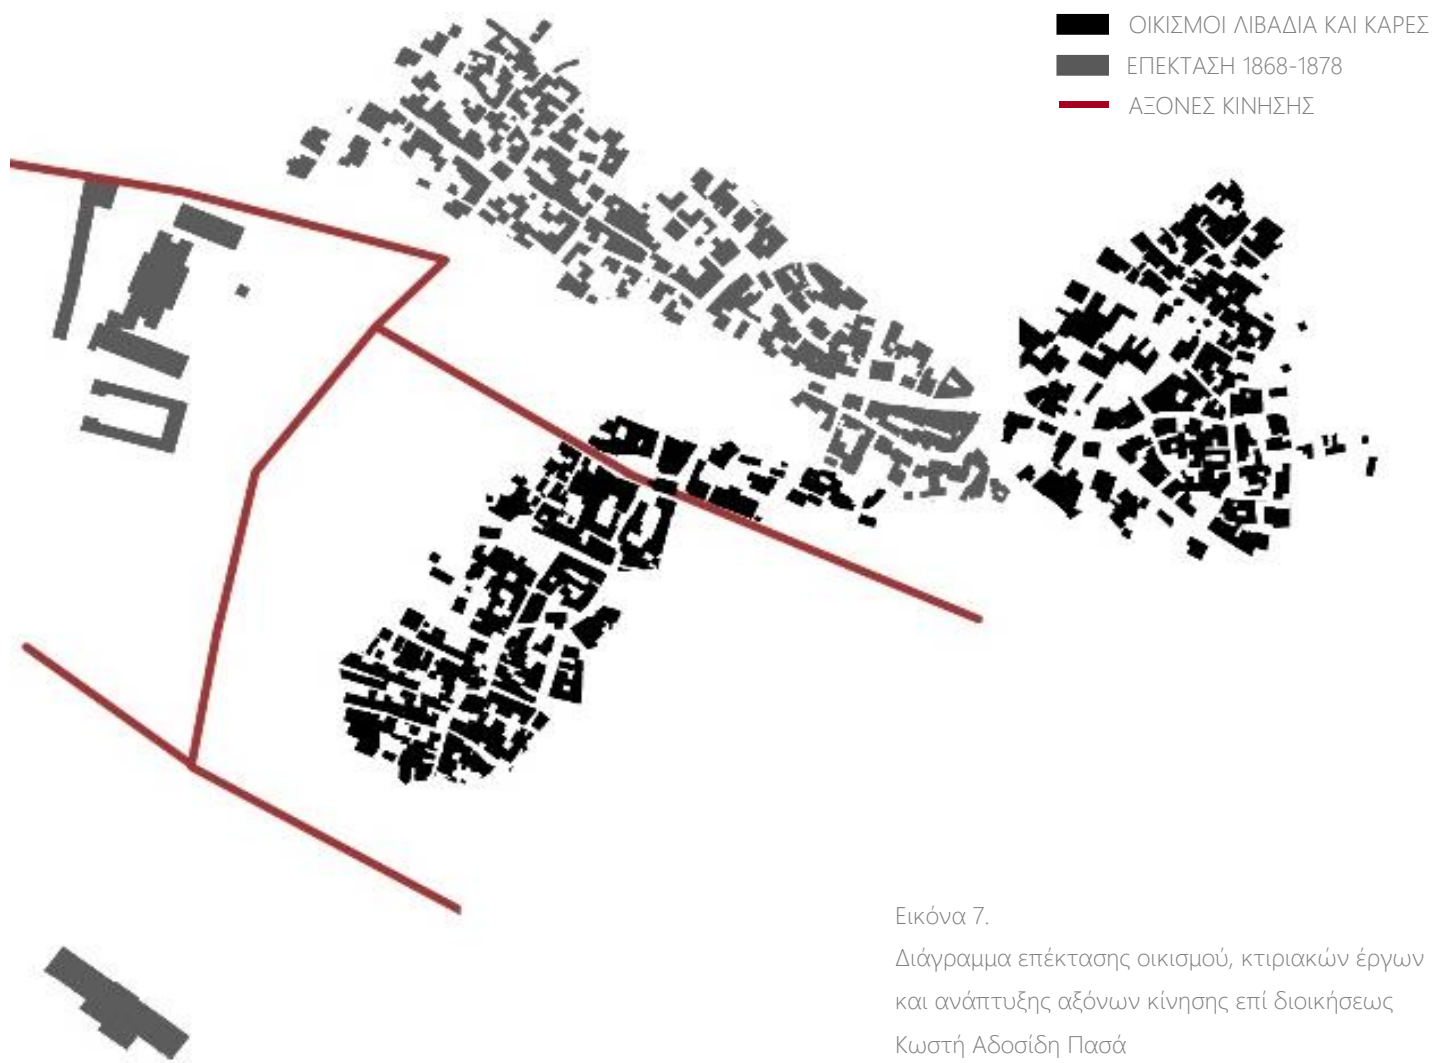 ΟΙΚΙΣΜΟΙ ΛΙΒΑΔΙΑ ΚΑΙ ΚΑΡΕΣ
ΕΠΕΚΤΑΣΗ 1868-1878
ΑΞΟΝΕΣ ΚΙΝΗΣΗΣ
Εικόνα 7.
Διάγραμμα επέκτασης οικισμού, κτιριακών έργων
και ανάπτυξης αξόνων κίνησης επί διοικήσεως
Κωστή Αδοσίδη Πασά